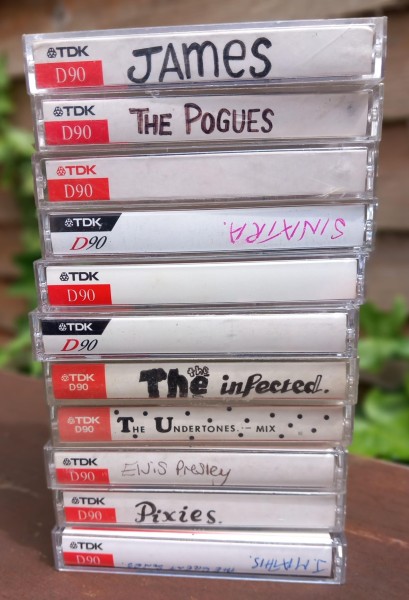 TDK
D90
JAMES
TDK
D90
THE POGUES
TDK
D90
TDK
D90
SINATRA.
TDK
D90
TDK
D90
TDK
D90
The the infected.
TDK
D90
THE UNDERTONES.-- MIX
TDK
D90
Elvis Presley
TDK
D90
Pixies.
TDK
D90
J. MATHIS.